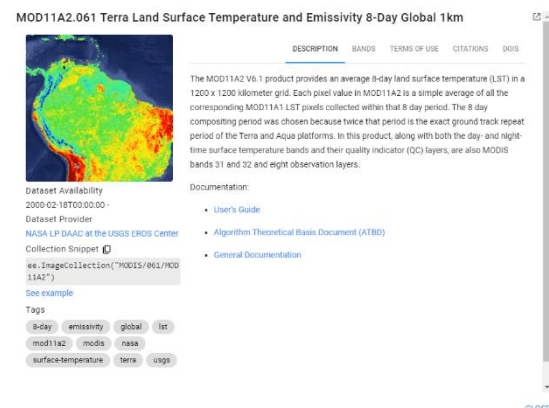 MOD11A2.061 Terra Land Surface Temperature and Emissivity 8-Day Global 1km
DESCRIPTION BANDS TERMS OF USE CITATIONS DOIS
The MOD11A2 V6.1 product provides an average 8-day land surface temperature (LST) in a
1200 x 1200 kilometer grid. Each pixel value in MOD11A2 is a simple average of all the
corresponding MOD11A1 LST pixels collected within that 8 day period. The 8 day
compositing period was chosen because twice that period is the exact ground track repeat
period of the Terra and Aqua platforms. In this product, along with both the day- and night-
time surface temperature bands and their quality indicator (QC) layers, are also MODIS
bands 31 and 32 and eight observation layers.
Documentation:
• User's Guide
• Algorithm Theoretical Basis Document (ATBD)
• General Documentation
Dataset Availability
2000-02-18T00:00:00 -
Dataset Provider
NASA LP DAAC at the USGS EROS Center
Collection Snippet
ee.ImageCollection("MODIS/061/MOD
11A2")
See example
Tags
8-day emissivity global lst
mod11a2 modis nasa
surface-temperature terra usgs
CLOSE